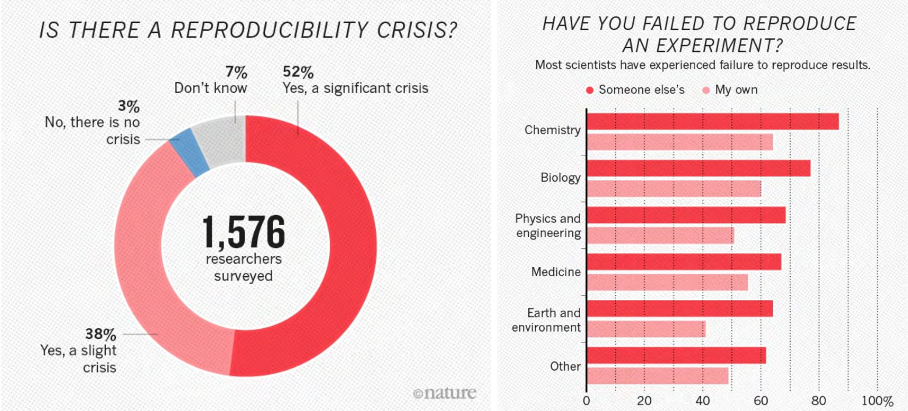 IS THERE A REPRODUCIBILITY CRISIS?
7%
Don't know
52%
Yes, a significant crisis
3%
No, there is no
crisis
1,576
researchers
surveyed
38%
Yes, a slight
crisis
©nature
HAVE YOU FAILED TO REPRODUCE
AN EXPERIMENT?
Most scientists have experienced failure to reproduce results.
Someone else's
My own
Chemistry
Biology
Physics and
engineering
Medicine
Earth and
environment
Other
0 20 40 60 80 100%